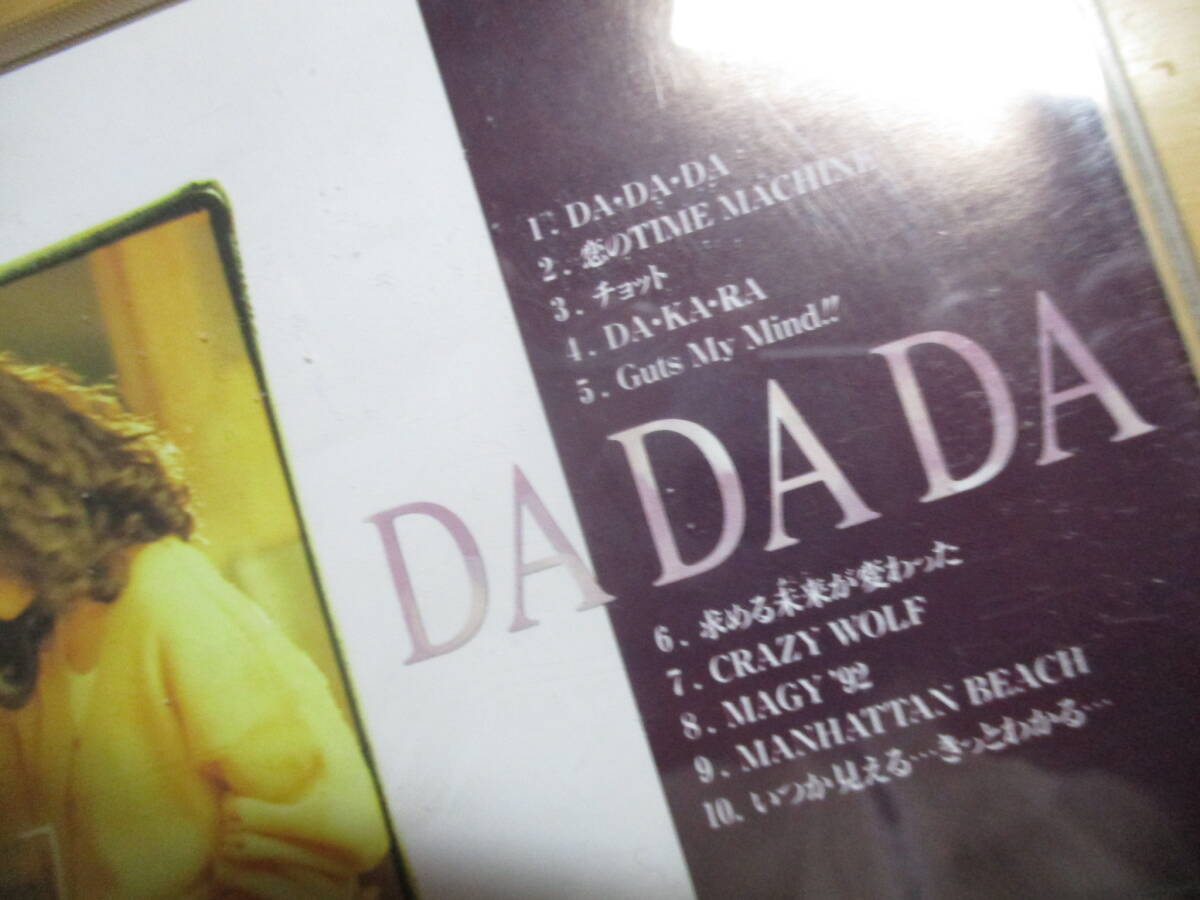 1. DA・DA・DA
2. 恋のTIME MACHINE
3. チョット
4. DA・KA・RA
5. Guts My Mind!!
DA DA DA
6. 求める未来が変わった
7. CRAZY WOLF
8. MAGY '92
9. MANHATTAN BEACH
10. いつか見える…きっとわかる…